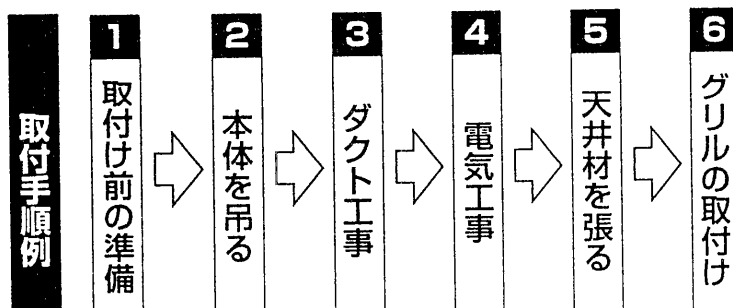 取付手順例
1
取付け前の準備
2
本体を吊る
3
ダクト工事
4
電気工事
5
天井材を張る
6
グリルの取付け